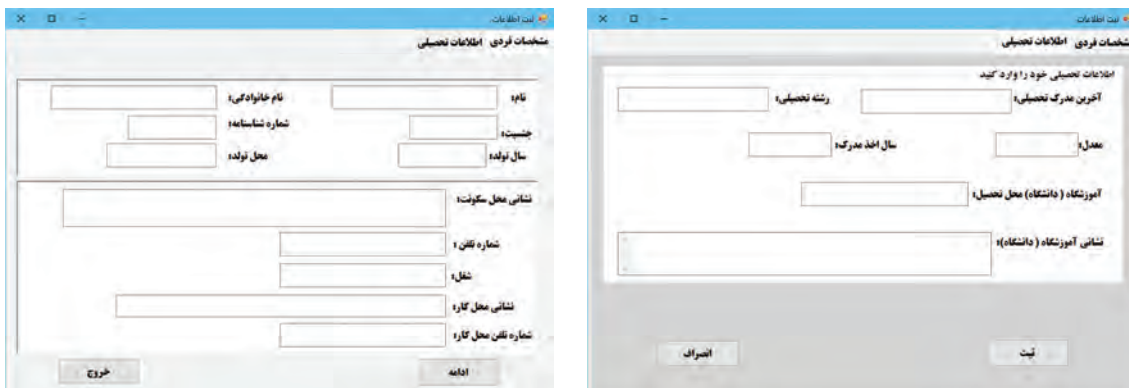 ثبت اطلاعات
مشخصات فردی اطلاعات تحصیلی
اطلاعات تحصیلی خود را وارد کنید
آخرین مدرک تحصیلی: رشته تحصیلی:
معدل: سال اخذ مدرک:
آموزشگاه (دانشگاه) محل تحصیل:
نشانی آموزشگاه (دانشگاه):
ثبت انصراف
ثبت اطلاعات
مشخصات فردی اطلاعات تحصیلی
نام: نام خانوادگی:
جنسیت: شماره شناسنامه:
سال تولد: محل تولد:
نشانی محل سکونت:
شماره تلفن :
شغل:
نشانی محل کار:
شماره تلفن محل کار:
ادامه خروج